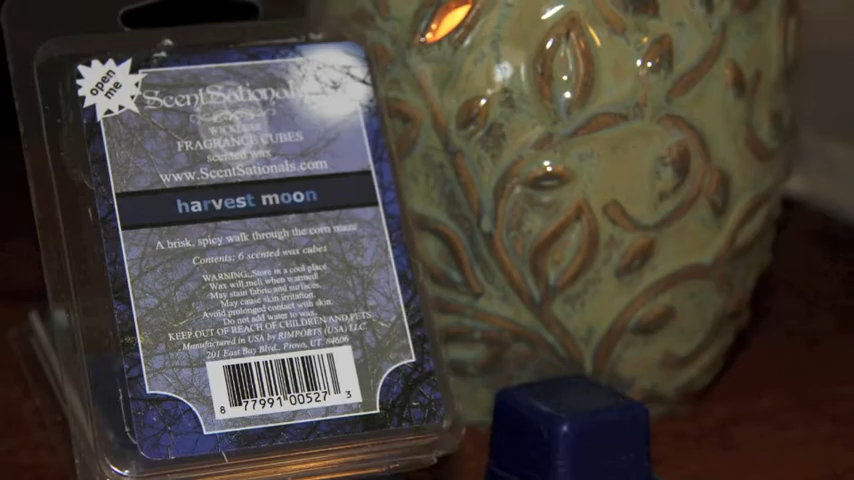 open
me
ScentSationals
WICKLESS
FRAGRANCE CUBES
scented wax
www.ScentSationals.com
harvest moon
A brisk, spicy walk through the corn maze
Contents: 6 scented wax cubes
WARNING: Store in a cool place.
Wax will melt when warmed.
May stain fabric and surfaces.
May cause skin irritation.
Avoid prolonged contact with skin.
Do not add water to wax.
KEEP OUT OF REACH OF CHILDREN AND PETS.
Manufactured in USA by RIMPORTS (USA) LLC
201 East Bay Blvd., Provo, UT 84606
8 77991 00527 3